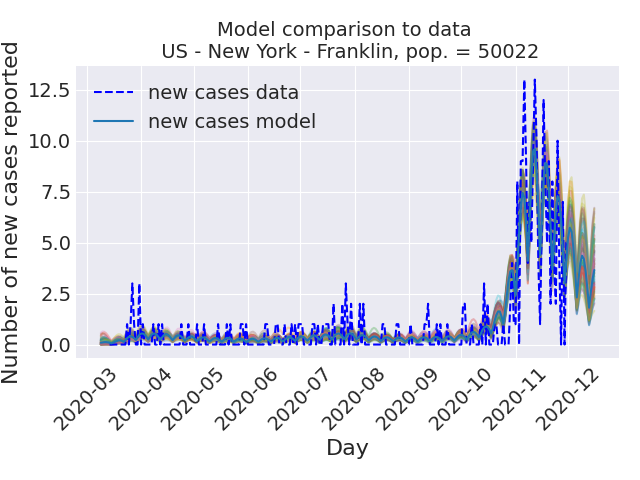 Model comparison to data
US - New York - Franklin, pop. = 50022
Number of new cases reported
12.5
10.0
7.5
5.0
2.5
0.0
new cases data
new cases model
2020-03
2020-04
2020-05
2020-06
2020-07
2020-08
2020-09
2020-10
2020-11
2020-12
Day